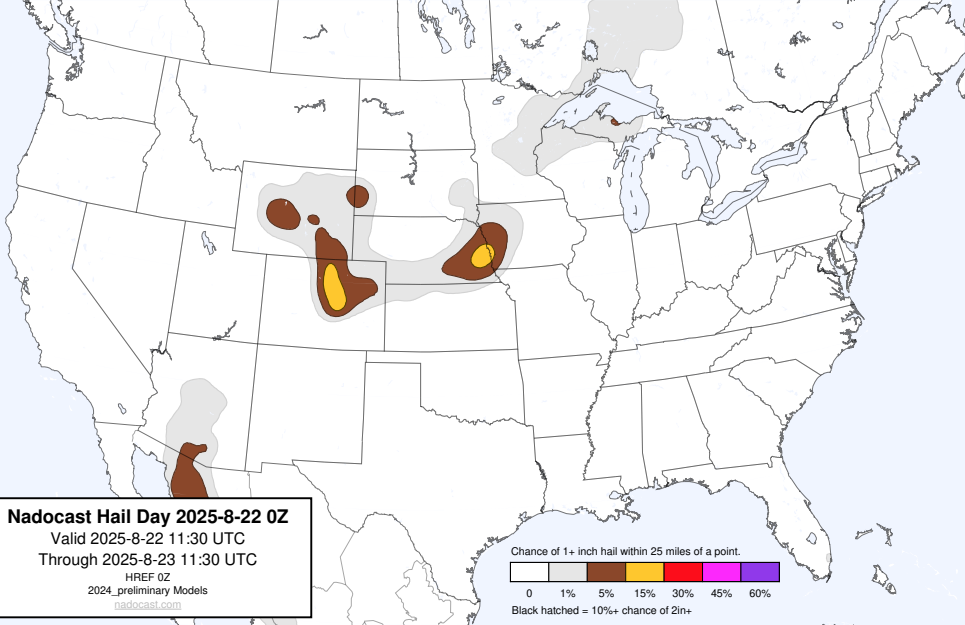 Nadocast Hail Day 2025-8-22 0Z
Valid 2025-8-22 11:30 UTC
Through 2025-8-23 11:30 UTC
HREF 0Z
2024_preliminary Models
nadocast.com
Chance of 1+ inch hail within 25 miles of a point.
0 1% 5% 15% 30% 45% 60%
Black hatched = 10%+ chance of 2in+